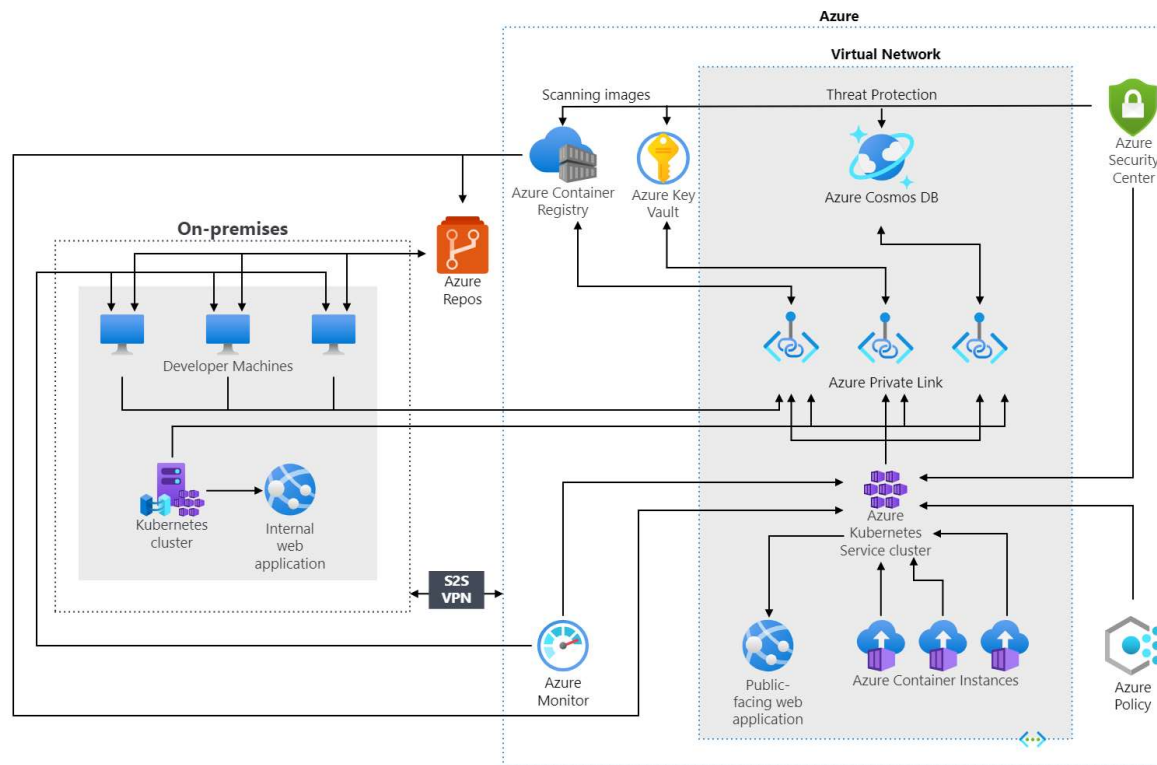 Azure
Virtual Network
Scanning images
Threat Protection
Azure
Security
Center
Azure Container
Registry
Azure Key
Vault
Azure Cosmos DB
On-premises
Azure
Repos
Developer Machines
Azure Private Link
Kubernetes
cluster
Internal
web
application
Azure
Kubernetes
Service cluster
S2S
VPN
Azure
Monitor
Public-
facing web
application
Azure Container Instances
Azure
Policy